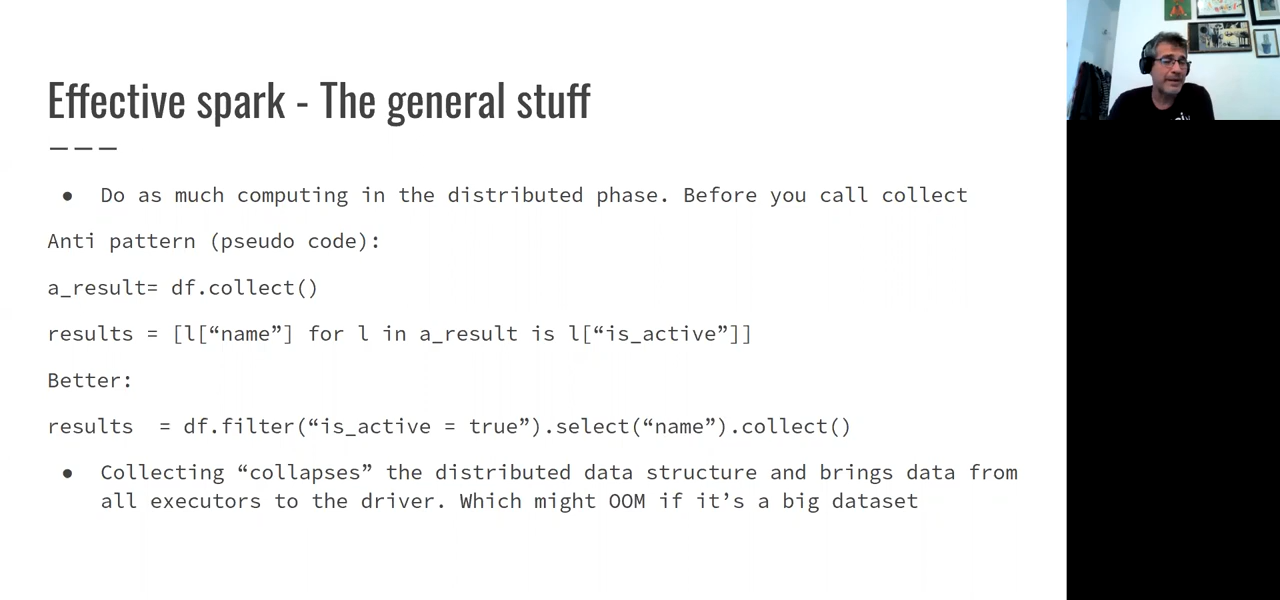 Effective spark - The general stuff
● Do as much computing in the distributed phase. Before you call collect
Anti pattern (pseudo code):
a_result= df.collect()
results = [l[“name”] for l in a_result is l[“is_active”]]
Better:
results  = df.filter(“is_active = true”).select(“name”).collect()
● Collecting “collapses” the distributed data structure and brings data from
all executors to the driver. Which might OOM if it’s a big dataset